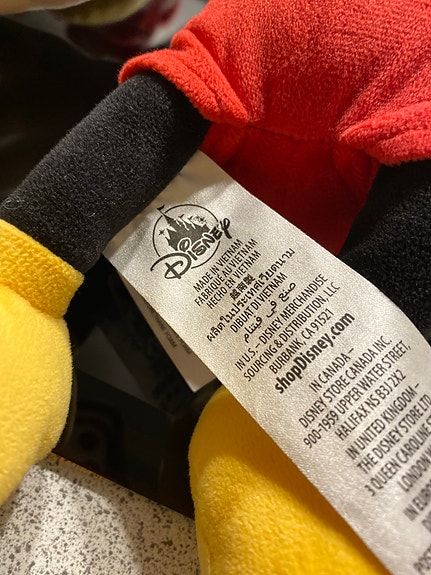 Disney
MADE IN VIETNAM
FABRIQUÉ AU VIETNAM
HECHO EN VIETNAM
越南製
ผลิตในประเทศเวียดนาม
صنع في فيتنام
DIBUAT DI VIETNAM
IN U.S. – DISNEY MERCHANDISE
SOURCING & DISTRIBUTION, LLC
BURBANK, CA 91521
shopDisney.com
IN CANADA –
DISNEY STORE CANADA INC.
900-1959 UPPER WATER STREET,
HALIFAX NS B3J 2X2
IN UNITED KINGDOM –
THE DISNEY STORE LTD
3 QUEEN CAROLINE
LONDON
IN